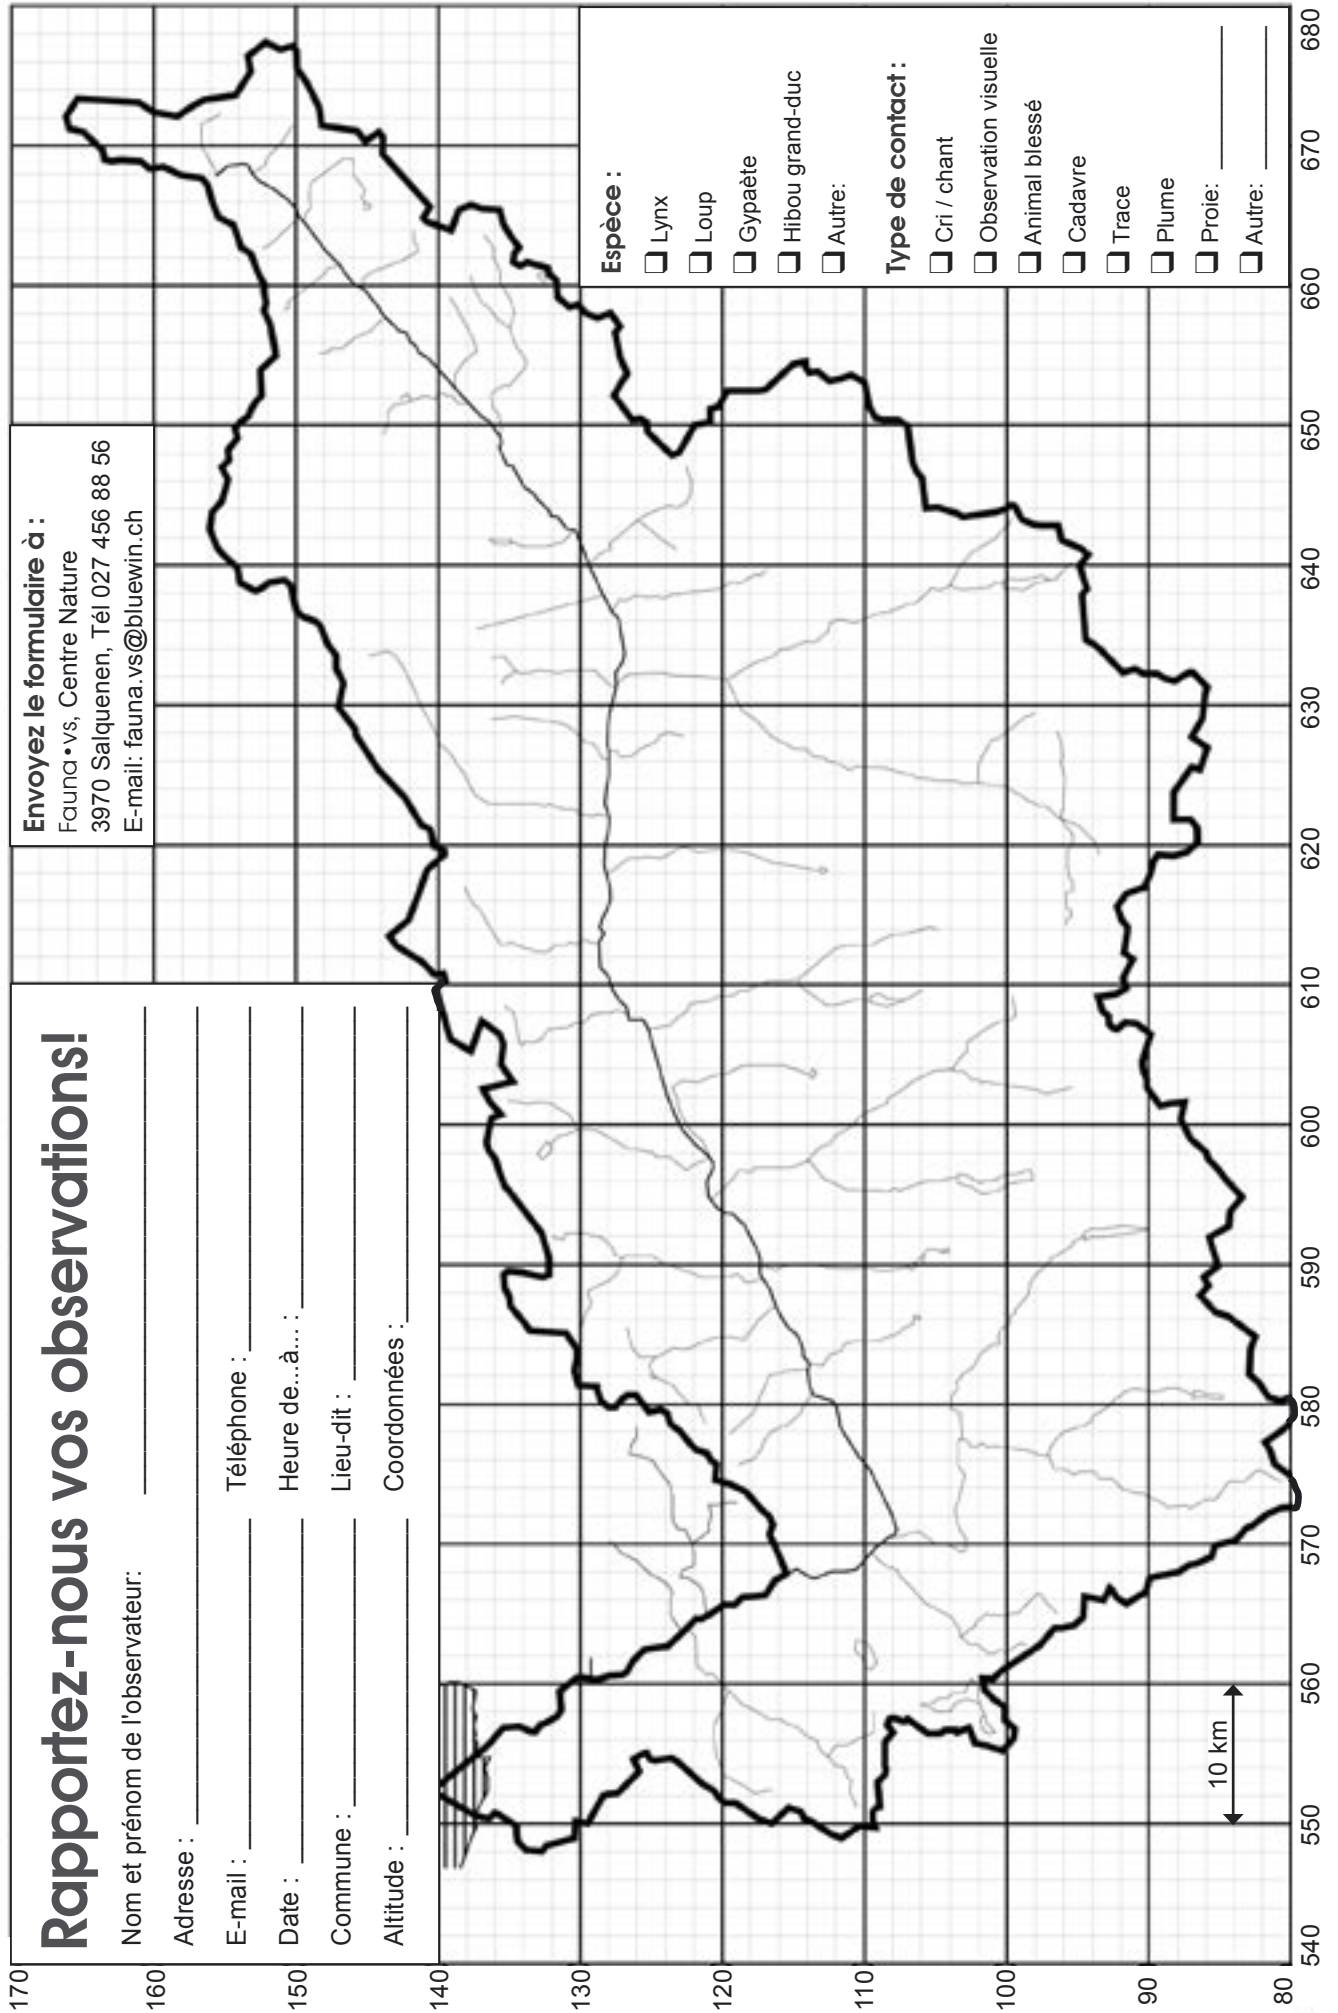 Rapportez-nous vos observations!
Nom et prénom de l'observateur:
Adresse :
E-mail : Téléphone :
Date : Heure de...à... :
Commune : Lieu-dit :
Altitude : Coordonnées :
Envoyez le formulaire à :
Fauna•vs, Centre Nature
3970 Salquenen, Tél 027 456 88 56
E-mail: fauna.vs@bluewin.ch
Espèce :
Lynx
Loup
Gypaète
Hibou grand-duc
Autre:
Type de contact :
Cri / chant
Observation visuelle
Animal blessé
Cadavre
Trace
Plume
Proie:
Autre:
10 km
170
160
150
140
130
120
110
100
90
80
540 550 560 570 580 590 600 610 620 630 640 650 660 670 680